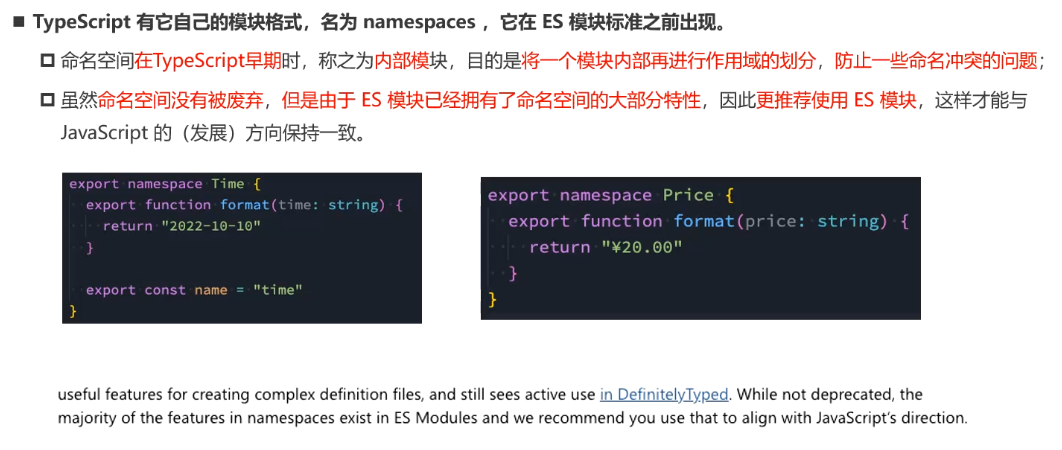 TypeScript 有它自己的模块格式，名为 namespaces ，它在 ES 模块标准之前出现。
命名空间在TypeScript早期时，称之为内部模块，目的是将一个模块内部再进行作用域的划分，防止一些命名冲突的问题；
虽然命名空间没有被废弃，但是由于 ES 模块已经拥有了命名空间的大部分特性，因此更推荐使用 ES 模块，这样才能与
JavaScript 的（发展）方向保持一致。
export namespace Time {
export function format(time: string) {
return "2022-10-10"
}
export const name = "time"
}
export namespace Price {
export function format(price: string) {
return "¥20.00"
}
}
useful features for creating complex definition files, and still sees active use in DefinitelyTyped. While not deprecated, the
majority of the features in namespaces exist in ES Modules and we recommend you use that to align with JavaScript's direction.